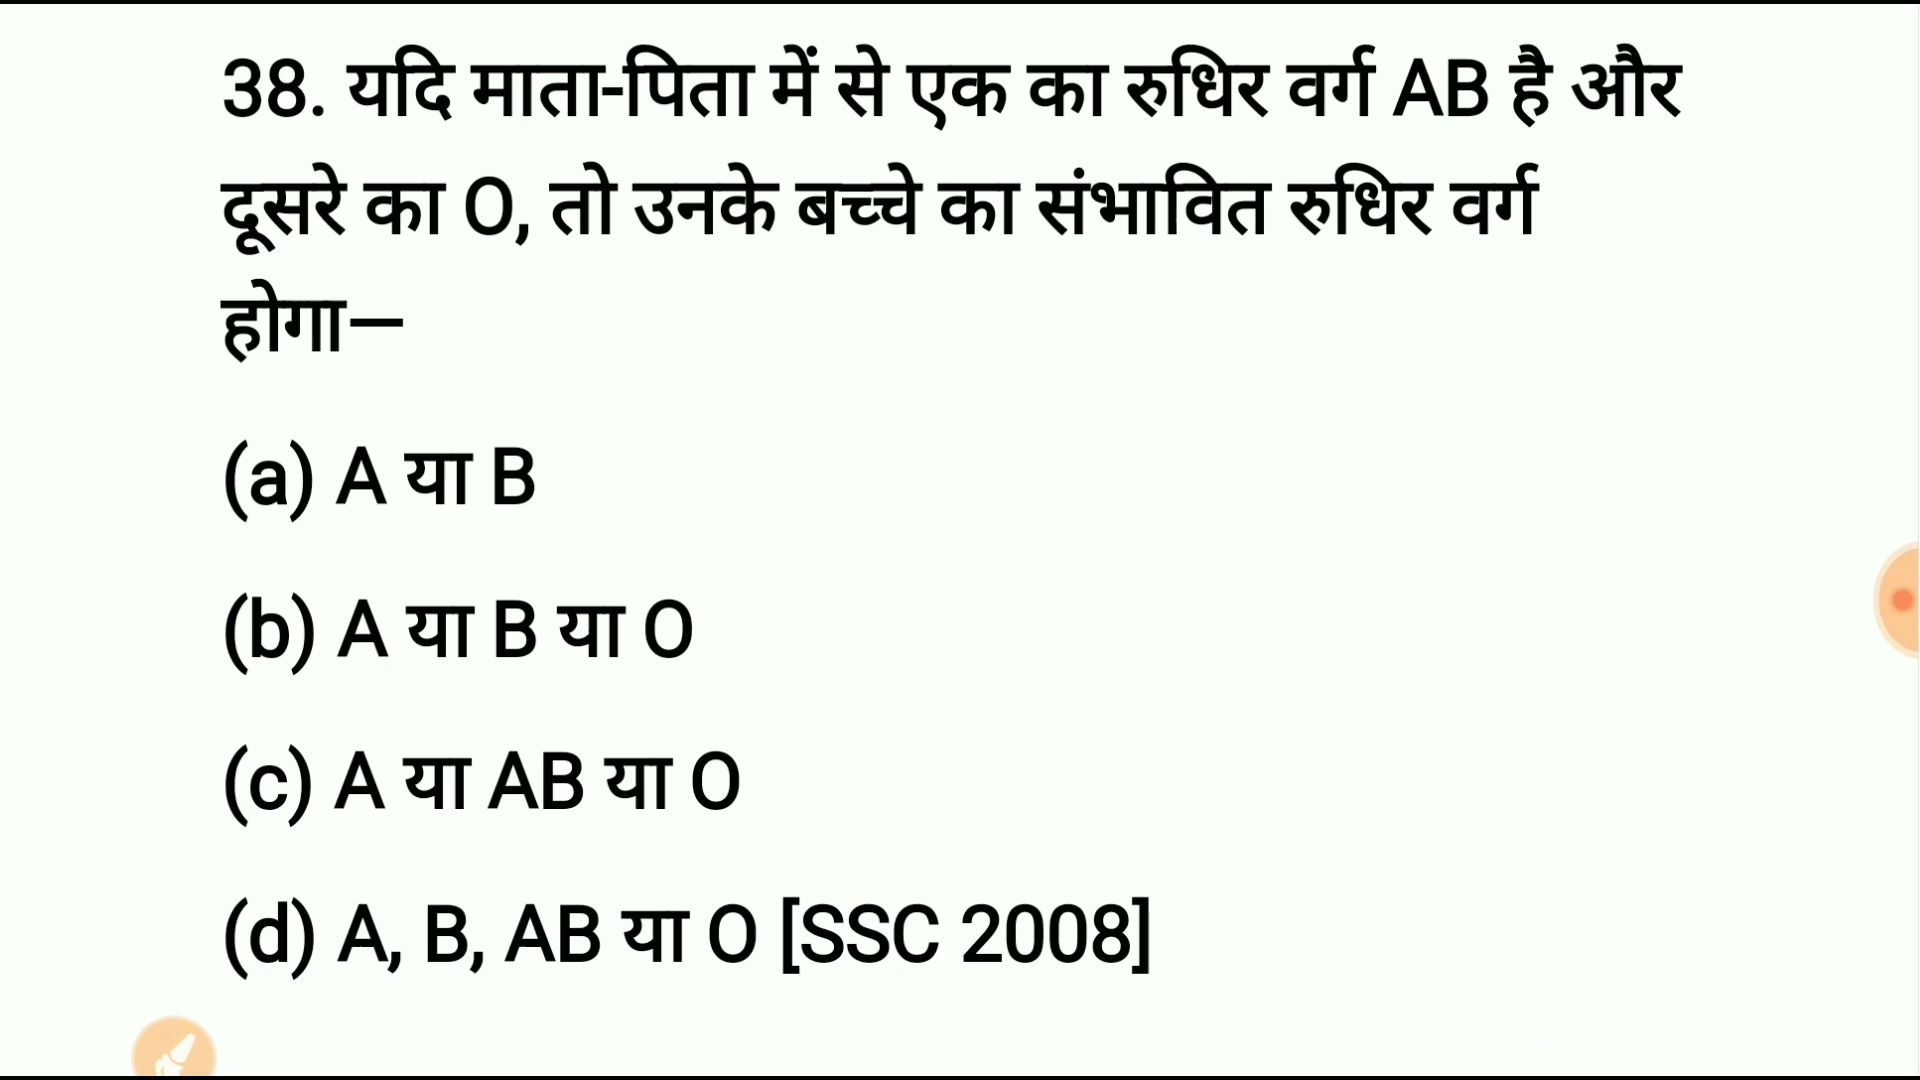 38. यदि माता-पिता में से एक का रुधिर वर्ग AB है और
दूसरे का O, तो उनके बच्चे का संभावित रुधिर वर्ग
होगा—
(a) A या B
(b) A या B या O
(c) A या AB या O
(d) A, B, AB या O [SSC 2008]